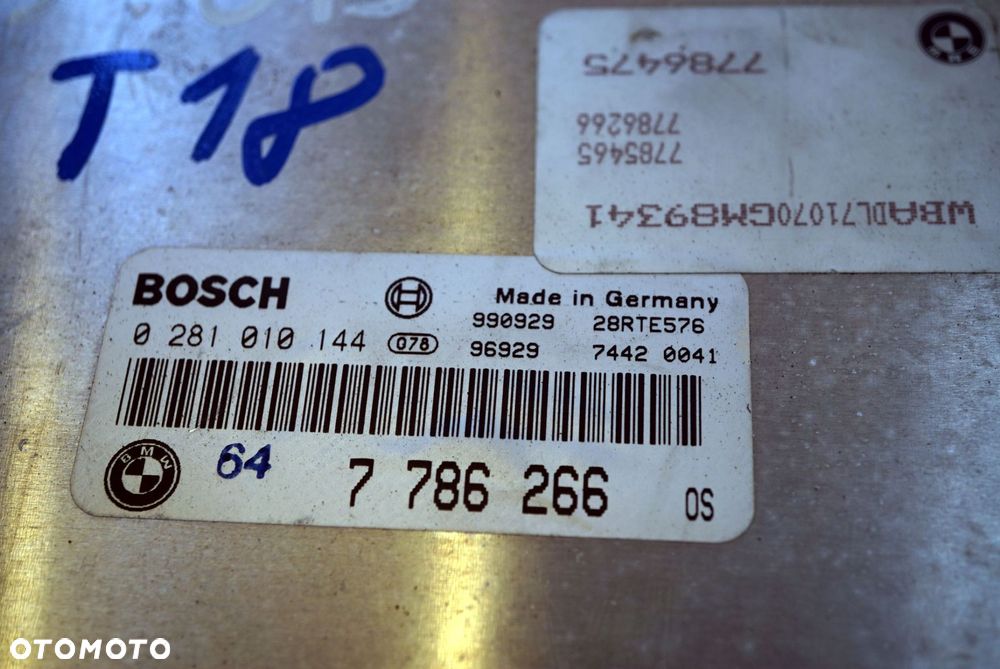 T18
7786475
7786266
7785465
WBADL71070GM89341
BOSCH
Made in Germany
0 281 010 144
078
990929 28RTE576
96929 7442 0041
BMW
64
7 786 266
OS
OTOMOTO